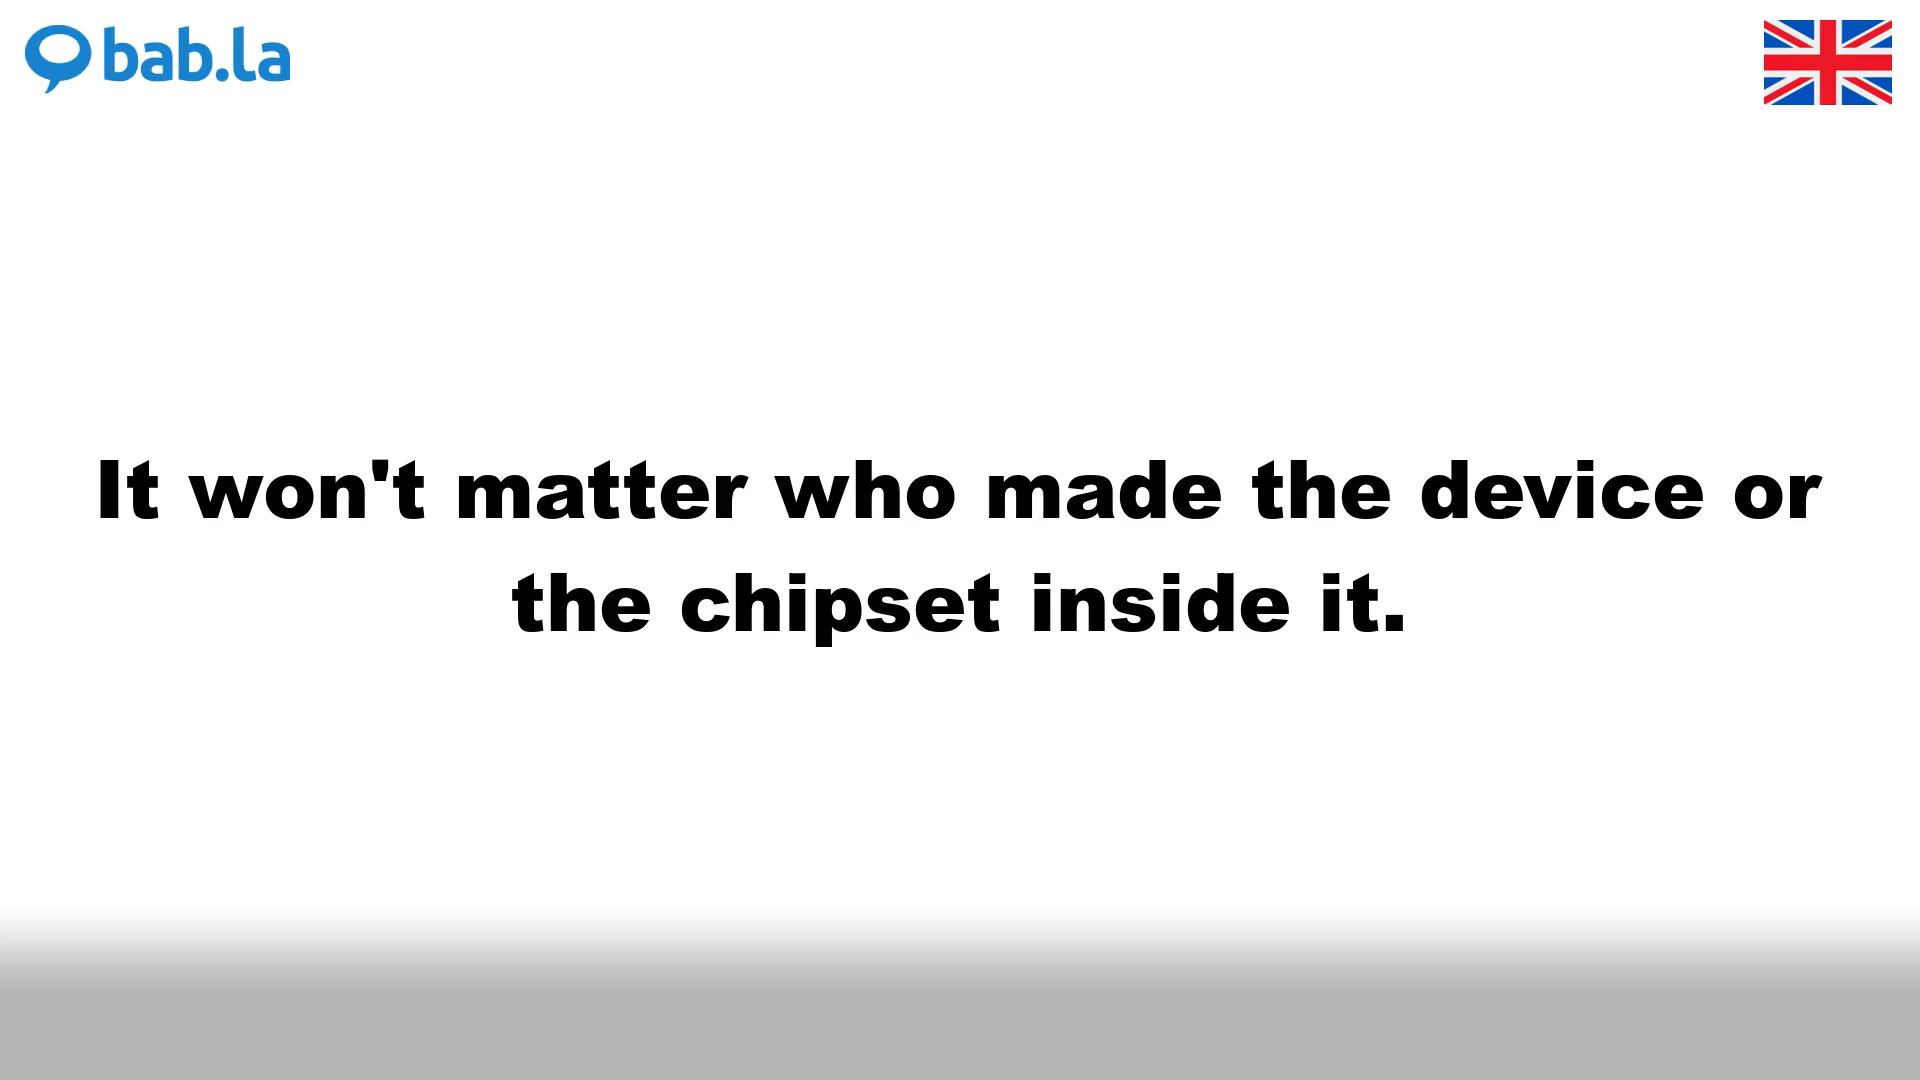 bab.la
It won't matter who made the device or
the chipset inside it.